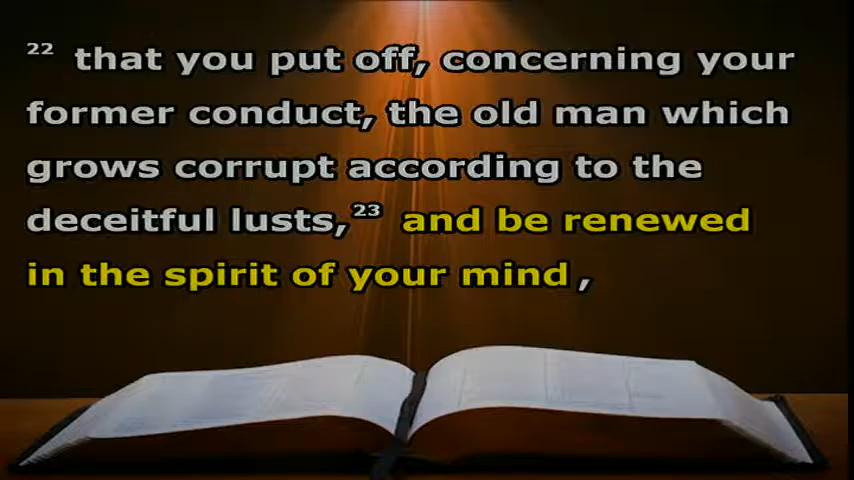 22 that you put off, concerning your
former conduct, the old man which
grows corrupt according to the
deceitful lusts,23 and be renewed
in the spirit of your mind ,